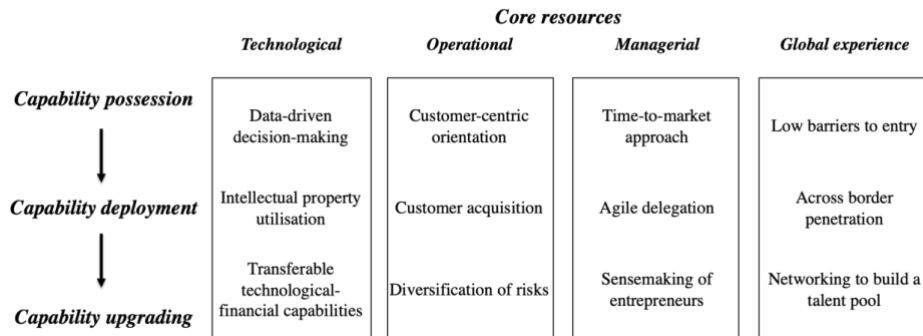 Core resources
Technological Operational Managerial Global experience
Capability possession
Data-driven
decision-making
Customer-centric
orientation
Time-to-market
approach
Low barriers to entry
Capability deployment
Intellectual property
utilisation
Customer acquisition
Agile delegation
Across border
penetration
Capability upgrading
Transferable
technological-
financial capabilities
Diversification of risks
Sensemaking of
entrepreneurs
Networking to build a
talent pool